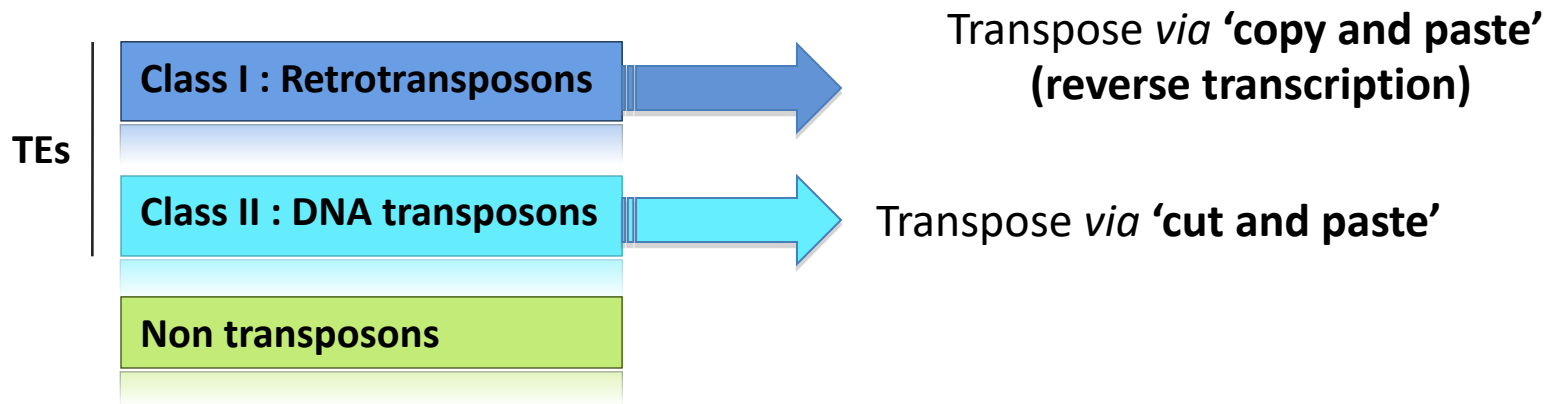 Transpose via ‘copy and paste’
(reverse transcription)
Class I : Retrotransposons
TEs
Class II : DNA transposons
Transpose via ‘cut and paste’
Non transposons